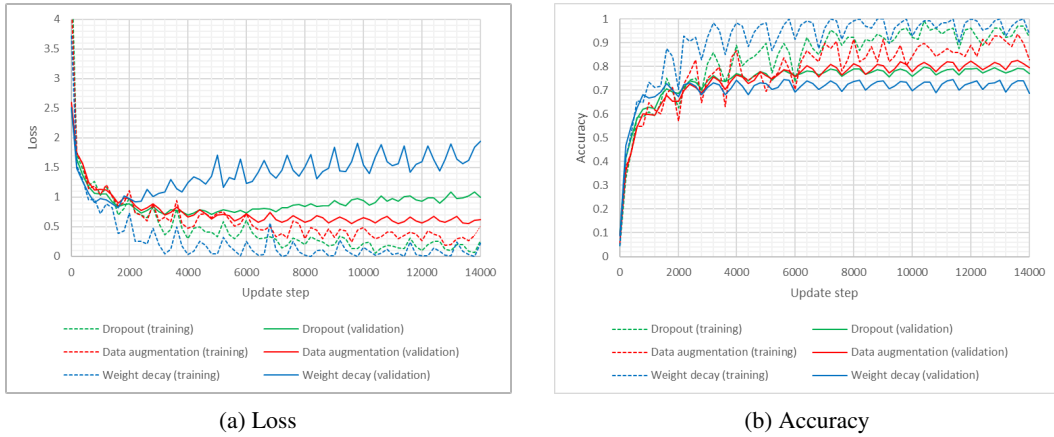 4
3.5
3
2.5
2
1.5
1
0.5
0
Loss
0 2000 4000 6000 8000 10000 12000 14000
Update step
Dropout (training) Dropout (validation)
Data augmentation (training) Data augmentation (validation)
Weight decay (training) Weight decay (validation)
(a) Loss
1
0.9
0.8
0.7
0.6
0.5
0.4
0.3
0.2
0.1
0
Accuracy
0 2000 4000 6000 8000 10000 12000 14000
Update step
Dropout (training) Dropout (validation)
Data augmentation (training) Data augmentation (validation)
Weight decay (training) Weight decay (validation)
(b) Accuracy